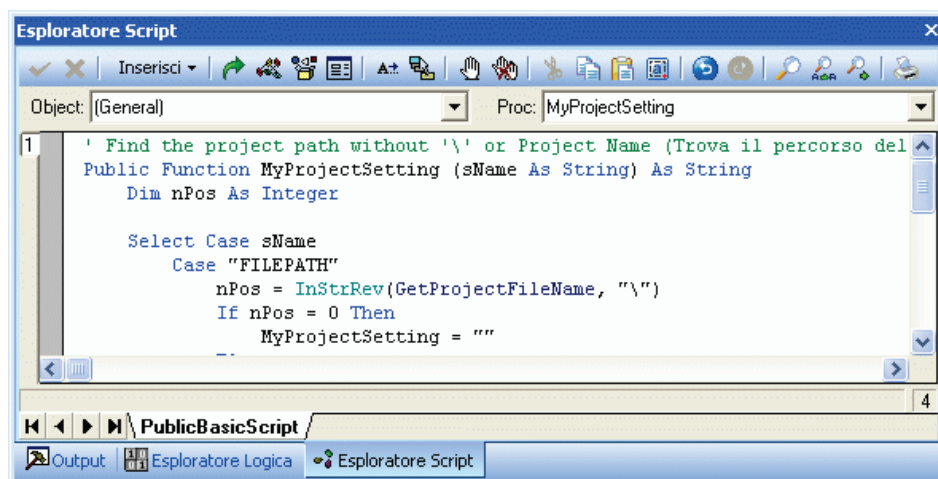 Esploratore Script
Inserisci
Object: (General) Proc: MyProjectSetting
1
' Find the project path without '\' or Project Name (Trova il percorso del
Public Function MyProjectSetting (sName As String) As String
Dim nPos As Integer
Select Case sName
Case "FILEPATH"
nPos = InStrRev(GetProjectFileName, "\")
If nPos = 0 Then
MyProjectSetting = ""
4
PublicBasicScript
Output Esploratore Logica Esploratore Script